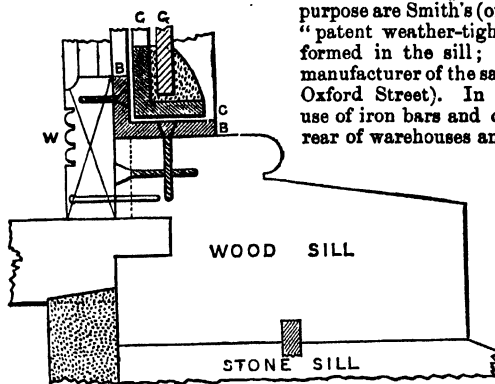 purpose are Smith's (o
“ patent weather-tigh
formed in the sill;
manufacturer of the sa
Oxford Street). In
use of iron bars and
rear of warehouses an
G G
B
W
G
B
WOOD SILL
STONE SILL